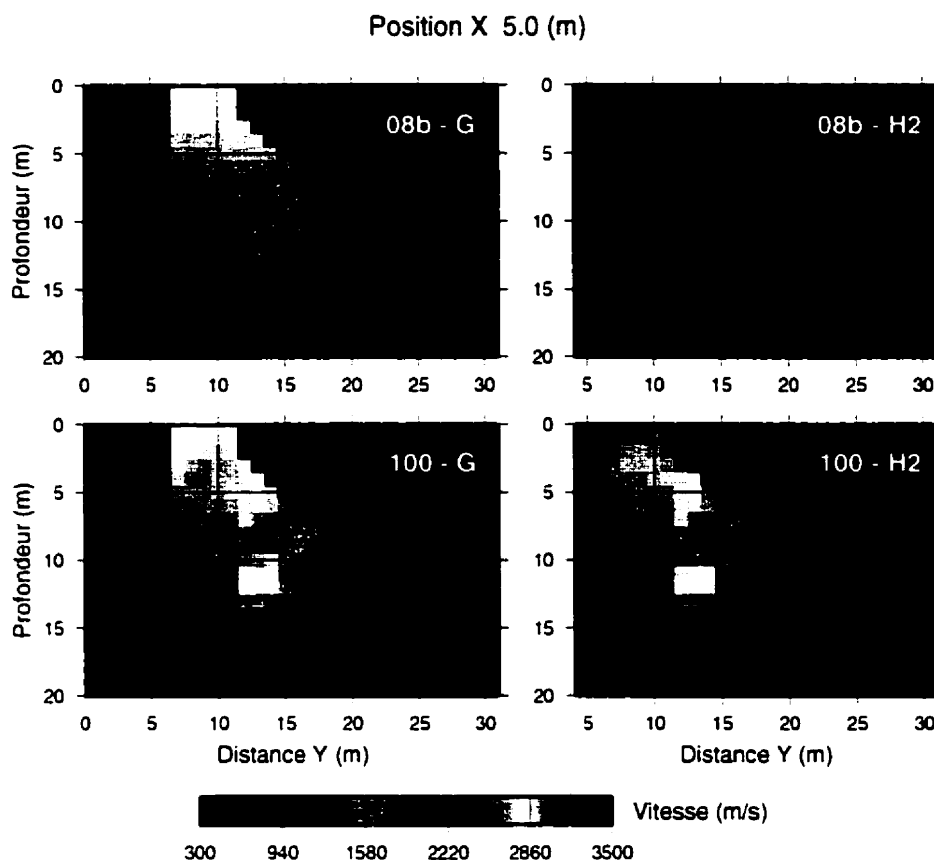 Position X 5.0 (m)
0
5
10
15
20
Profondeur (m)
08b - G
08b - H2
0
5
10
15
20
0 5 10 15 20 25 30
5 10 15 20 25 30
0
5
10
15
20
Profondeur (m)
100 - G
100 - H2
0
5
10
15
20
0 5 10 15 20 25 30
5 10 15 20 25 30
Distance Y (m)
Distance Y (m)
Vitesse (m/s)
300 940 1580 2220 2860 3500